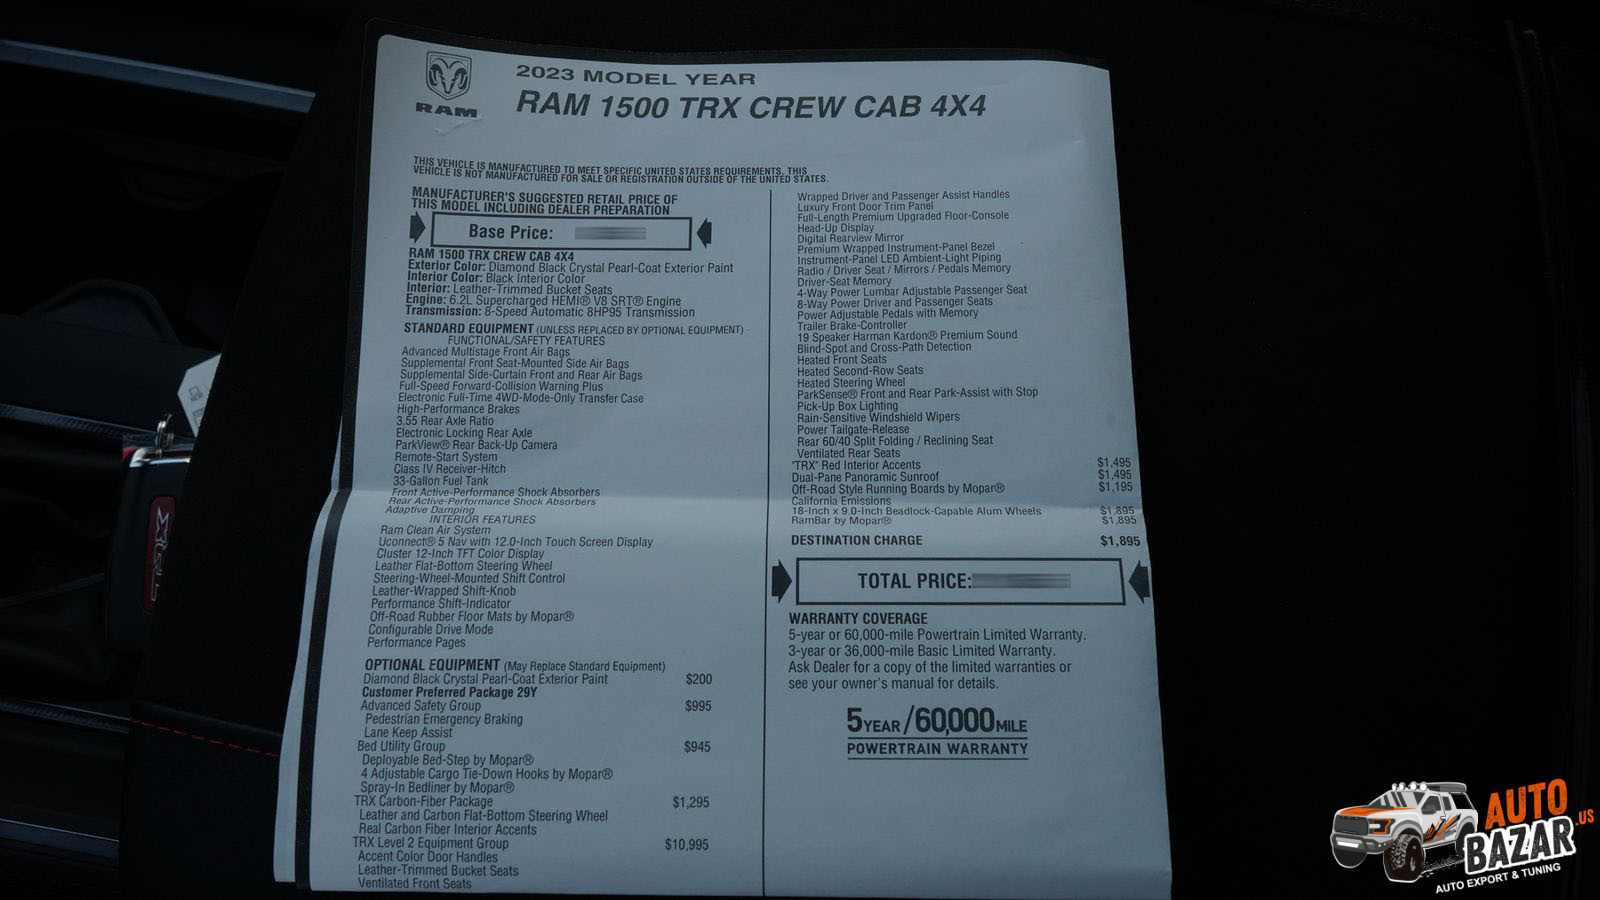 RAM
2023 MODEL YEAR
RAM 1500 TRX CREW CAB 4X4
THIS VEHICLE IS MANUFACTURED TO MEET SPECIFIC UNITED STATES REQUIREMENTS. THIS
VEHICLE IS NOT MANUFACTURED FOR SALE OR REGISTRATION OUTSIDE OF THE UNITED STATES.
MANUFACTURER'S SUGGESTED RETAIL PRICE OF
THIS MODEL INCLUDING DEALER PREPARATION
Base Price:
RAM 1500 TRX CREW CAB 4X4
Exterior Color: Diamond Black Crystal Pearl-Coat Exterior Paint
Interior Color: Black Interior Color
Interior: Leather-Trimmed Bucket Seats
Engine: 6.2L Supercharged HEMI® V8 SRT® Engine
Transmission: 8-Speed Automatic 8HP95 Transmission
STANDARD EQUIPMENT (UNLESS REPLACED BY OPTIONAL EQUIPMENT)
FUNCTIONAL/SAFETY FEATURES
Advanced Multistage Front Air Bags
Supplemental Front Seat-Mounted Side Air Bags
Supplemental Side-Curtain Front and Rear Air Bags
Full-Speed Forward-Collision Warning Plus
Electronic Full-Time 4WD-Mode-Only Transfer Case
High-Performance Brakes
3.55 Rear Axle Ratio
Electronic Locking Rear Axle
ParkView® Rear Back-Up Camera
Remote-Start System
Class IV Receiver-Hitch
33-Gallon Fuel Tank
Front Active-Performance Shock Absorbers
Rear Active-Performance Shock Absorbers
Adaptive Damping
INTERIOR FEATURES
Ram Clean Air System
Uconnect® 5 Nav with 12.0-Inch Touch Screen Display
Cluster 12-Inch TFT Color Display
Leather Flat-Bottom Steering Wheel
Steering-Wheel-Mounted Shift Control
Leather-Wrapped Shift-Knob
Performance Shift-Indicator
Off-Road Rubber Floor Mats by Mopar®
Configurable Drive Mode
Performance Pages
OPTIONAL EQUIPMENT (May Replace Standard Equipment)
Diamond Black Crystal Pearl-Coat Exterior Paint $200
Customer Preferred Package 29Y
Advanced Safety Group $995
Pedestrian Emergency Braking
Lane Keep Assist
Bed Utility Group $945
Deployable Bed-Step by Mopar®
4 Adjustable Cargo Tie-Down Hooks by Mopar®
Spray-In Bedliner by Mopar®
TRX Carbon-Fiber Package $1,295
Leather and Carbon Flat-Bottom Steering Wheel
Real Carbon Fiber Interior Accents
TRX Level 2 Equipment Group $10,995
Accent Color Door Handles
Leather-Trimmed Bucket Seats
Ventilated Front Seats
Wrapped Driver and Passenger Assist Handles
Luxury Front Door Trim Panel
Full-Length Premium Upgraded Floor-Console
Head-Up Display
Digital Rearview Mirror
Premium Wrapped Instrument-Panel Bezel
Instrument-Panel LED Ambient-Light Piping
Radio / Driver Seat / Mirrors / Pedals Memory
Driver-Seat Memory
4-Way Power Lumbar Adjustable Passenger Seat
8-Way Power Driver and Passenger Seats
Power Adjustable Pedals with Memory
Trailer Brake-Controller
19 Speaker Harman Kardon® Premium Sound
Blind-Spot and Cross-Path Detection
Heated Front Seats
Heated Second-Row Seats
Heated Steering Wheel
ParkSense® Front and Rear Park-Assist with Stop
Pick-Up Box Lighting
Rain-Sensitive Windshield Wipers
Power Tailgate-Release
Rear 60/40 Split Folding / Reclining Seat
Ventilated Rear Seats
"TRX" Red Interior Accents $1,495
Dual-Pane Panoramic Sunroof $1,495
Off-Road Style Running Boards by Mopar® $1,195
California Emissions
18-Inch x 9.0-Inch Beadlock-Capable Alum Wheels $1,895
RamBar by Mopar® $1,895
DESTINATION CHARGE $1,895
TOTAL PRICE:
WARRANTY COVERAGE
5-year or 60,000-mile Powertrain Limited Warranty.
3-year or 36,000-mile Basic Limited Warranty.
Ask Dealer for a copy of the limited warranties or
see your owner's manual for details.
5YEAR/60,000MILE
POWERTRAIN WARRANTY
AUTO
BAZAR.US
AUTO EXPORT & TUNING